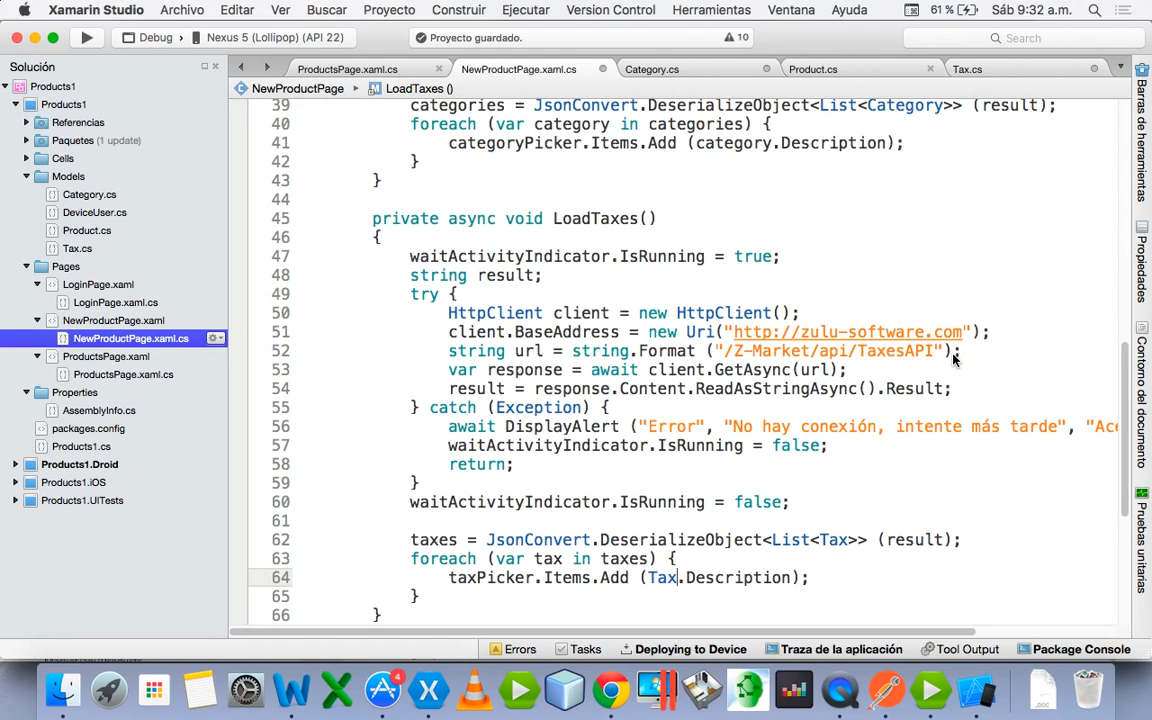 Xamarin Studio Archivo Editar Ver Buscar Proyecto Construir Ejecutar Version Control Herramientas Ventana Ayuda 61 % Sáb 9:32 a.m.
Debug Nexus 5 (Lollipop) (API 22) Proyecto guardado. 10 Search
Solución
ProductsPage.xaml.cs NewProductPage.xaml.cs Category.cs Product.cs Tax.cs
NewProductPage LoadTaxes ()
Products1
Products1
Referencias
Paquetes (1 update)
Cells
Models
Category.cs
DeviceUser.cs
Product.cs
Tax.cs
Pages
LoginPage.xaml
LoginPage.xaml.cs
NewProductPage.xaml
NewProductPage.xaml.cs
ProductsPage.xaml
ProductsPage.xaml.cs
Properties
AssemblyInfo.cs
packages.config
Products1.cs
Products1.Droid
Products1.iOS
Products1.UITests
39 categories = JsonConvert.DeserializeObject<List<Category>> (result);
40 foreach (var category in categories) {
41 categoryPicker.Items.Add (category.Description);
42 }
43 }
44
45 private async void LoadTaxes()
46 {
47 waitActivityIndicator.IsRunning = true;
48 string result;
49 try {
50 HttpClient client = new HttpClient();
51 client.BaseAddress = new Uri("http://zulu-software.com");
52 string url = string.Format ("/Z-Market/api/TaxesAPI");
53 var response = await client.GetAsync(url);
54 result = response.Content.ReadAsStringAsync().Result;
55 } catch (Exception) {
56 await DisplayAlert ("Error", "No hay conexión, intente más tarde", "Ace
57 waitActivityIndicator.IsRunning = false;
58 return;
59 }
60 waitActivityIndicator.IsRunning = false;
61
62 taxes = JsonConvert.DeserializeObject<List<Tax>> (result);
63 foreach (var tax in taxes) {
64 taxPicker.Items.Add (Tax.Description);
65 }
66 }
Barras de herramientas
Propiedades
Contorno del documento
Pruebas unitarias
Errors Tasks Deploying to Device Traza de la aplicación Tool Output Package Console
4